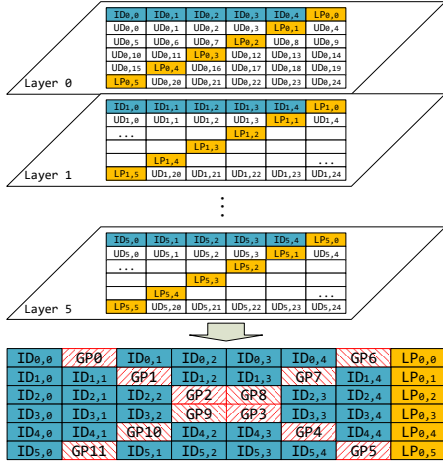 ID0,0 ID0,1 ID0,2 ID0,3 ID0,4 LP0,0
UD0,0 UD0,1 UD0,2 UD0,3 LP0,1 UD0,4
UD0,5 UD0,6 UD0,7 LP0,2 UD0,8 UD0,9
UD0,10 UD0,11 LP0,3 UD0,12 UD0,13 UD0,14
UD0,15 LP0,4 UD0,16 UD0,17 UD0,18 UD0,19
LP0,5 UD0,20 UD0,21 UD0,22 UD0,23 UD0,24
Layer 0
ID1,0 ID1,1 ID1,2 ID1,3 ID1,4 LP1,0
UD1,0 UD0,1 UD0,2 UD0,3 LP1,1 UD1,4
... LP1,2
LP1,3
LP1,4 ...
LP1,5 UD1,20 UD1,21 UD1,22 UD1,23 UD1,24
Layer 1
⋮
ID5,0 ID5,1 ID5,2 ID5,3 ID5,4 LP5,0
UD5,0 UD0,1 UD0,2 UD0,3 LP5,1 UD5,4
... LP5,2
LP5,3
LP5,4 ...
LP5,5 UD5,20 UD5,21 UD5,22 UD5,23 UD5,24
Layer 5
ID0,0 GP0 ID0,1 ID0,2 ID0,3 ID0,4 GP6 LP0,0
ID1,0 ID1,1 GP1 ID1,2 ID1,3 GP7 ID1,4 LP0,1
ID2,0 ID2,1 ID2,2 GP2 GP8 ID2,3 ID2,4 LP0,2
ID3,0 ID3,1 ID3,2 GP9 GP3 ID3,3 ID3,4 LP0,3
ID4,0 ID4,1 GP10 ID4,2 ID4,3 GP4 ID4,4 LP0,4
ID5,0 GP11 ID5,1 ID5,2 ID5,3 ID5,4 GP5 LP0,5